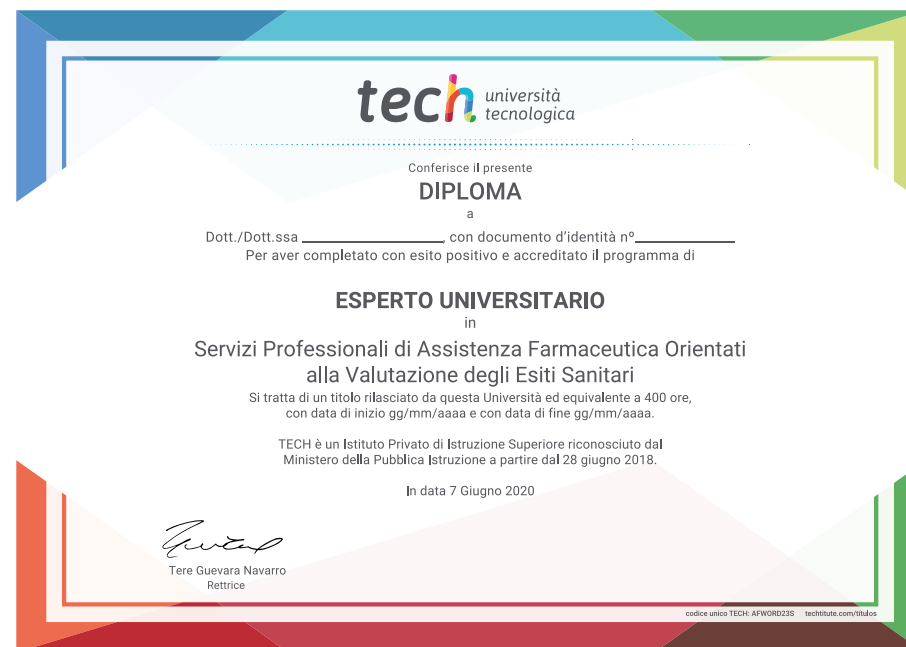 tech università
tecnologica
Conferisce il presente
DIPLOMA
a
Dott./Dott.ssa ____________________, con documento d'identità nº______________
Per aver completato con esito positivo e accreditato il programma di
ESPERTO UNIVERSITARIO
in
Servizi Professionali di Assistenza Farmaceutica Orientati
alla Valutazione degli Esiti Sanitari
Si tratta di un titolo rilasciato da questa Università ed equivalente a 400 ore,
con data di inizio gg/mm/aaaa e con data di fine gg/mm/aaaa.
TECH è un Istituto Privato di Istruzione Superiore riconosciuto dal
Ministero della Pubblica Istruzione a partire dal 28 giugno 2018.
In data 7 Giugno 2020
Tere Guevara Navarro
Rettrice
codice unico TECH: AFWORD23S techtitute.com/titulos